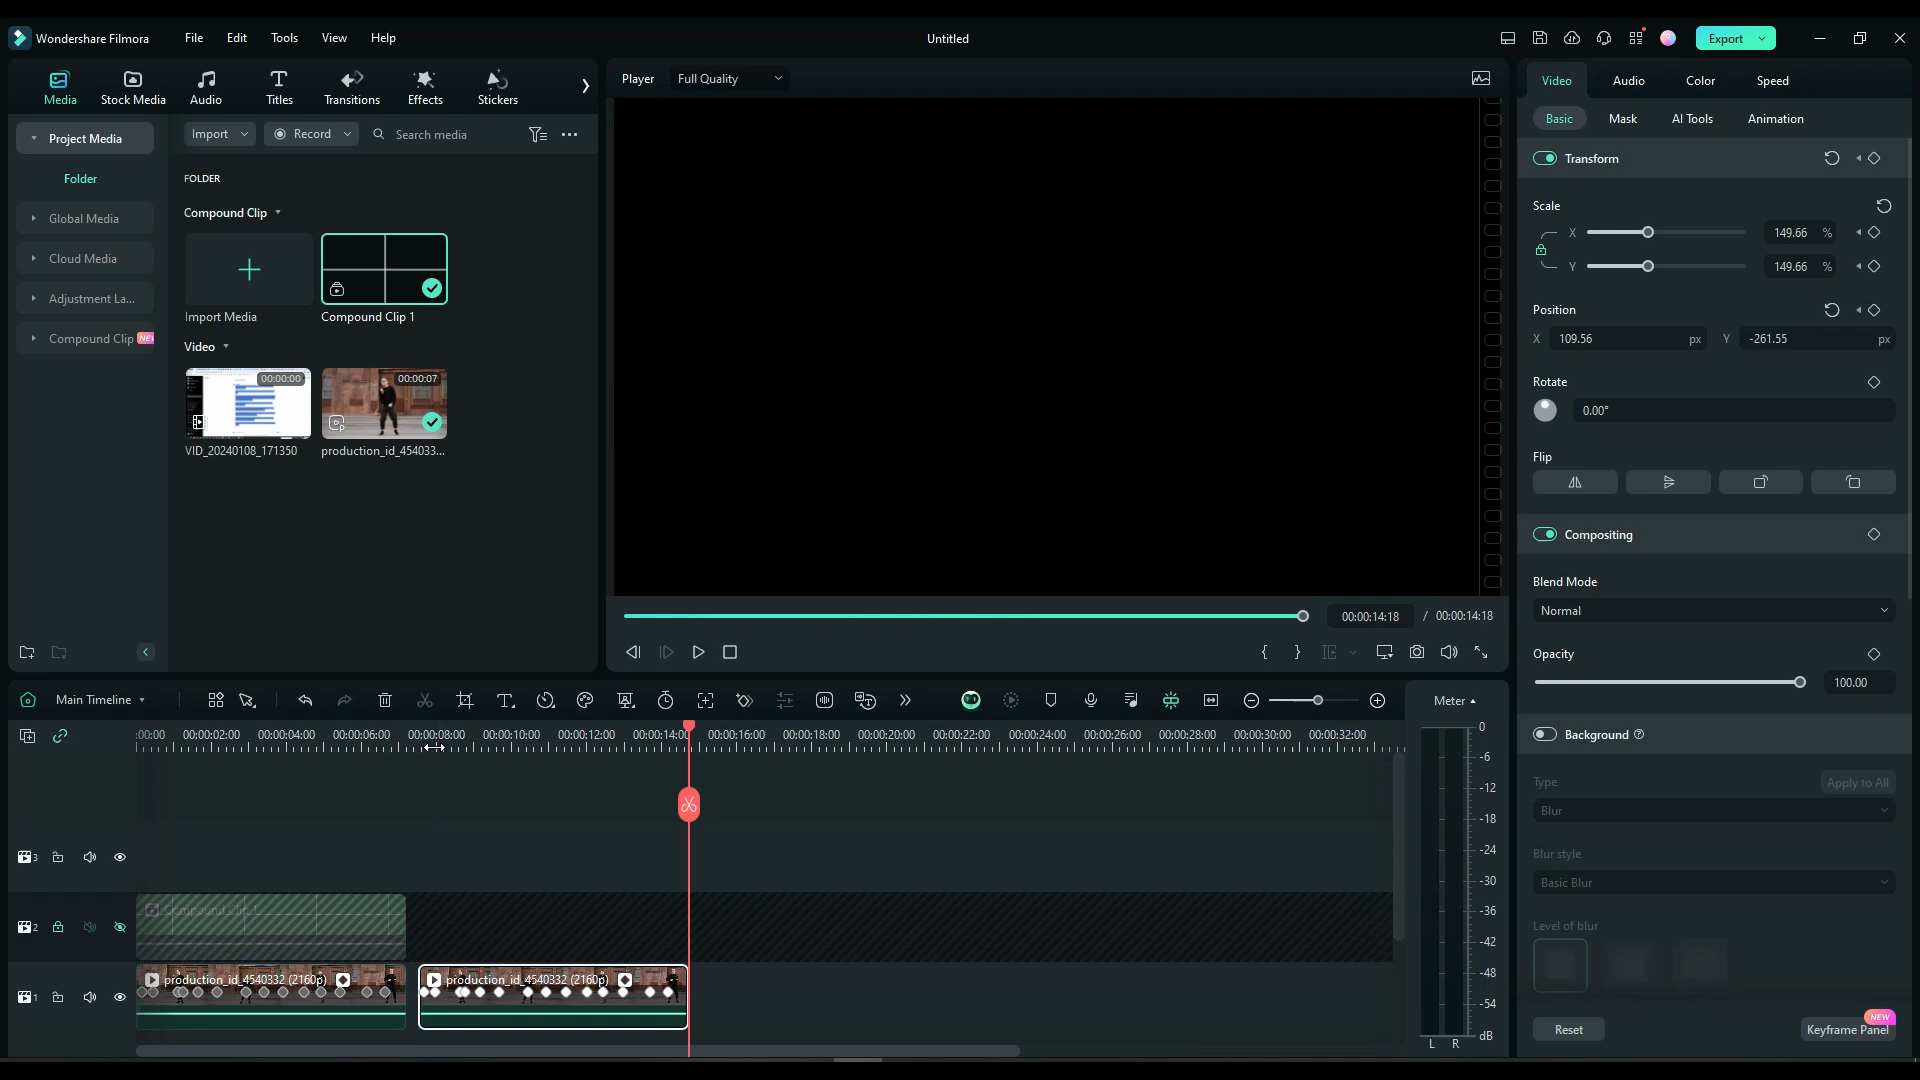 Wondershare Filmora
File
Edit
Tools
View
Help
Untitled
Export
Media
Stock Media
Audio
Titles
Transitions
Effects
Stickers
Project Media
Folder
Global Media
Cloud Media
Adjustment La...
Compound Clip NEW
Import
Record
Search media
FOLDER
Compound Clip
Import Media
Compound Clip 1
Video
00:00:00
00:00:07
VID_20240108_171350
production_id_454033...
Player
Full Quality
00:00:14:18 / 00:00:14:18
Video
Audio
Color
Speed
Basic
Mask
AI Tools
Animation
Transform
Scale
X 149.66 %
Y 149.66 %
Position
X 109.56 px Y -261.55 px
Rotate
0.00°
Flip
Compositing
Blend Mode
Normal
Opacity
100.00
Background
Type
Apply to All
Blur
Blur style
Basic Blur
Level of blur
Reset
NEW
Keyframe Panel
Main Timeline
Meter
:00:00 00:00:02:00 00:00:04:00 00:00:06:00 00:00:08:00 00:00:10:00 00:00:12:00 00:00:14:00 00:00:16:00 00:00:18:00 00:00:20:00 00:00:22:00 00:00:24:00 00:00:26:00 00:00:28:00 00:00:30:00 00:00:32:00
3
2
Compound Clip 1
1
production_id_4540332 (2160p)
production_id_4540332 (2160p)
0
-6
-12
-18
-24
-30
-36
-42
-48
-54
dB
L R